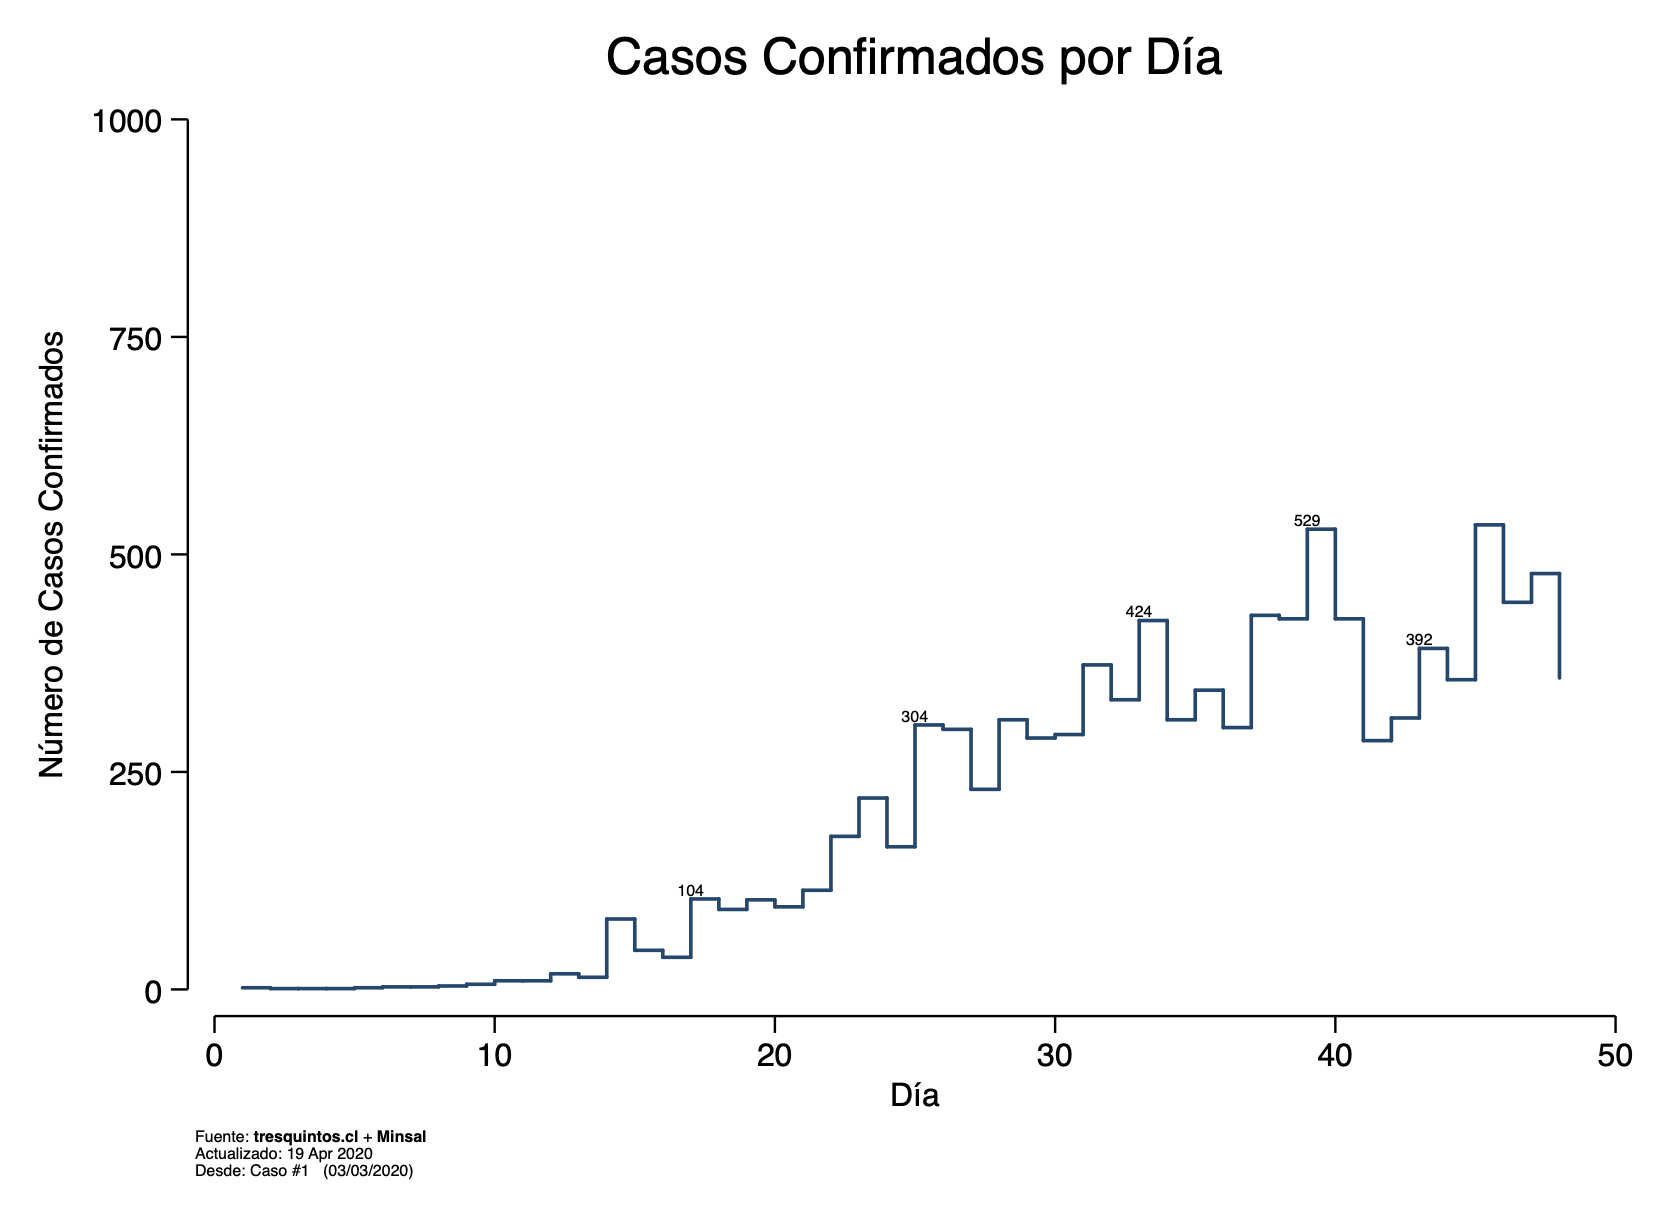 Casos Confirmados por Día
1000
750
500
250
0
Número de Casos Confirmados
104
304
424
529
392
0 10 20 30 40 50
Día
Fuente: tresquintos.cl + Minsal
Actualizado: 19 Apr 2020
Desde: Caso #1 (03/03/2020)